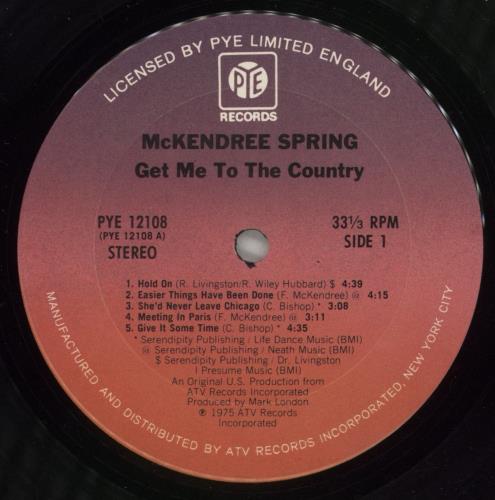 LICENSED BY PYE LIMITED ENGLAND
PYE
RECORDS
McKENDREE SPRING
Get Me To The Country
PYE 12108
(PYE 12108 A)
STEREO
33⅓ RPM
SIDE 1
1. Hold On (R. Livingston/R. Wiley Hubbard) $ 4:39
2. Easier Things Have Been Done (F. McKendree) @ 4:15
3. She'd Never Leave Chicago (C. Bishop) * 3:08
4. Meeting In Paris (F. McKendree) @ 3:11
5. Give It Some Time (C. Bishop) * 4:35
* Serendipity Publishing / Life Dance Music (BMI)
@ Serendipity Publishing / Neath Music (BMI)
$ Serendipity Publishing / Dr. Livingston
I Presume Music (BMI)
An Original U.S. Production from
ATV Records Incorporated
Produced by Mark London
℗ 1975 ATV Records
Incorporated
MANUFACTURED AND DISTRIBUTED BY ATV RECORDS INCORPORATED, NEW YORK CITY